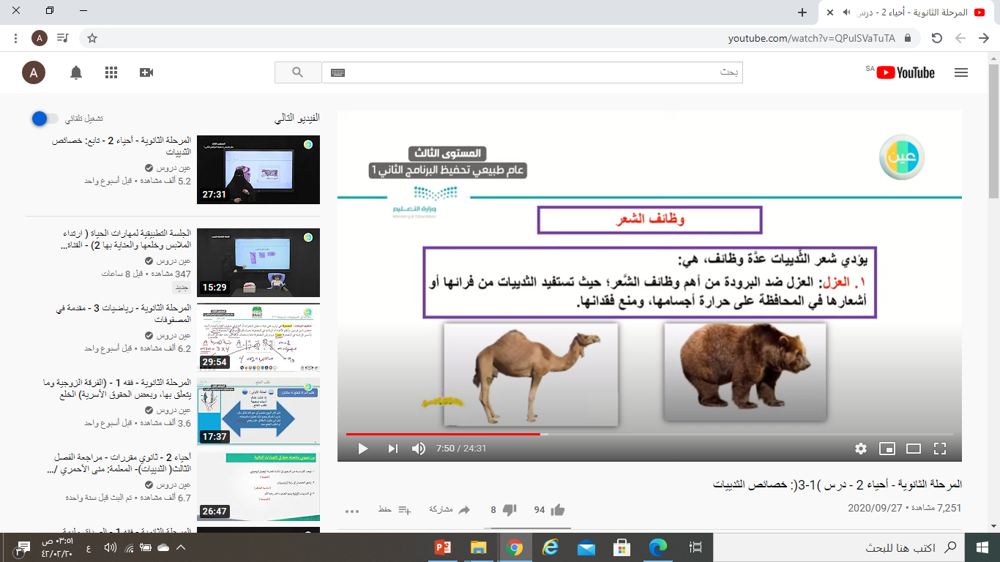 المرحلة الثانوية - أحياء 2 - درس
youtube.com/watch?v=QPulSVaTuTA
A
YouTube SA
بحث
A
المستوى الثالث
عام طبيعي تحفيظ البرنامج الثاني 1
عين
وزارة التعليم
Ministry of Education
وظائف الشعر
يؤدي شعر الثَّدييات عدَّة وظائف، هي:
١. العزل: العزل ضد البرودة من أهم وظائف الشَّعر؛ حيث تستفيد الثدييات من فرائها أو
أشعارها في المحافظة على حرارة أجسامها، ومنع فقدانها.
7:50 / 24:31
المرحلة الثانوية - أحياء 2 - درس )1-3(: خصائص الثدييات
7,251 مشاهدة • 2020/09/27
94
8
مشاركة
حفظ
الفيديو التالي
تشغيل تلقائي
المرحلة الثانوية - أحياء 2 - تابع: خصائص
الثدييات
عين دروس
5.2 ألف مشاهدة • قبل أسبوع واحد
27:31
الجلسة التطبيقية لمهارات الحياة ( ارتداء
الملابس وخلعها والعناية بها 2) - القناة...
عين دروس
347 مشاهدة • قبل 8 ساعات
جديد
15:29
المرحلة الثانوية - رياضيات 3 - مقدمة في
المصفوفات
عين دروس
6.2 ألف مشاهدة • قبل أسبوع واحد
29:54
المرحلة الثانوية - فقه 1 - (الفرقة الزوجية وما
يتعلق بها، وبعض الحقوق الأسرية) الخلع
عين دروس
3.6 ألف مشاهدة • قبل أسبوع واحد
17:37
أحياء 2 - ثانوي مقررات - مراجعة الفصل
الثالث( الثدييات)- المعلمة: منى الأحمري /...
عين دروس
6.7 ألف مشاهدة • تم البث قبل سنة واحدة
26:47
اكتب هنا للبحث
ع
٠٣:٥١ ص
٤٢/٠٢/٢٠
٣